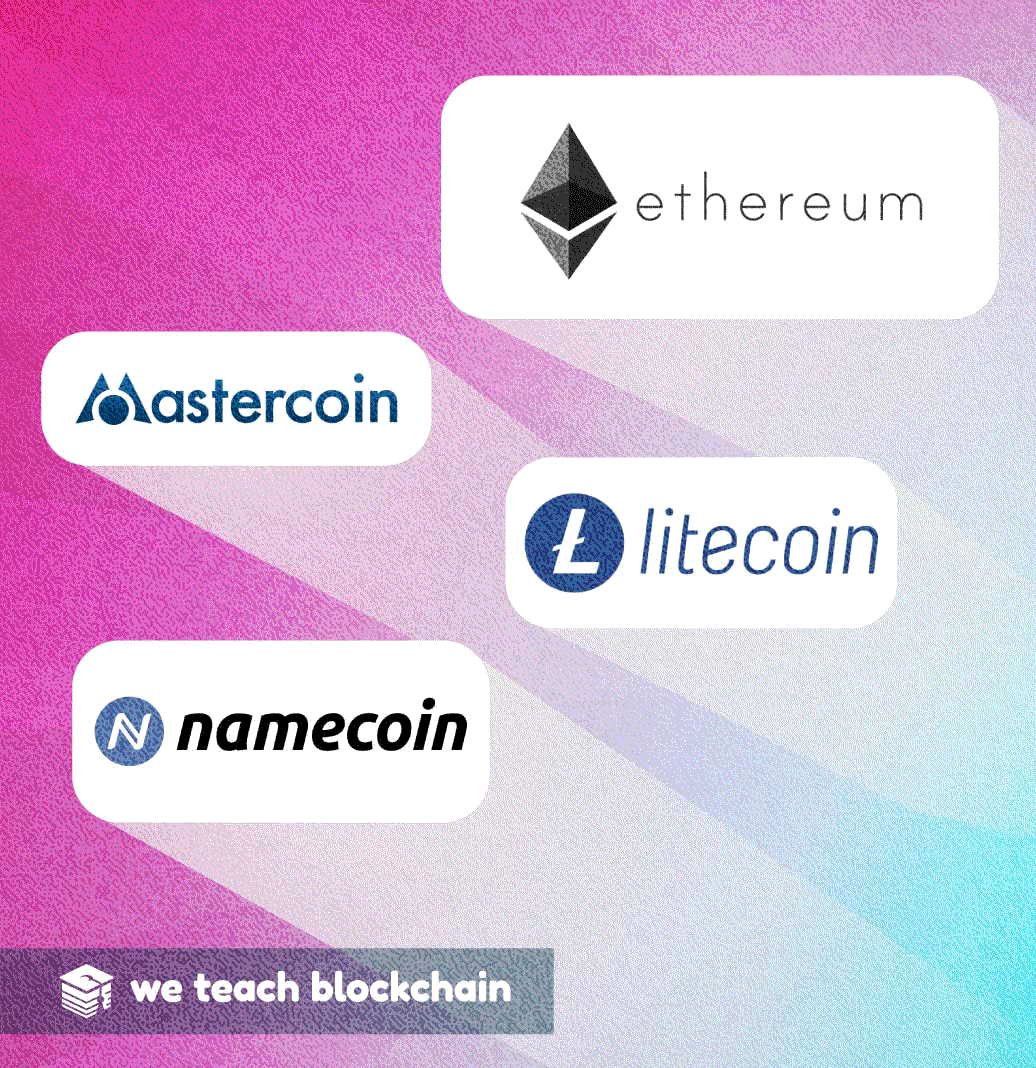 ethereum
Mastercoin
litecoin
namecoin
we teach blockchain